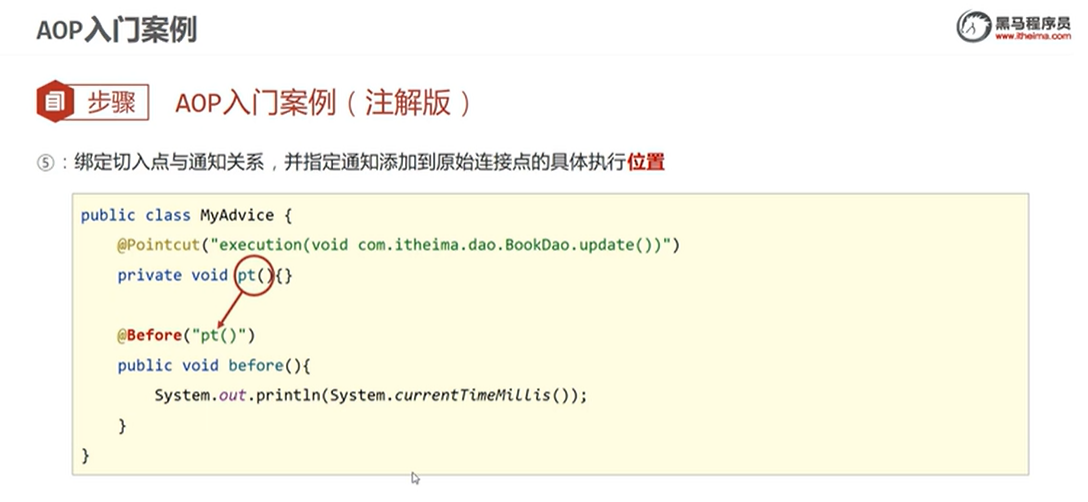 AOP入门案例
黑马程序员
www.itheima.com
步骤
AOP入门案例（注解版）
⑤：绑定切入点与通知关系，并指定通知添加到原始连接点的具体执行位置
public class MyAdvice {
    @Pointcut("execution(void com.itheima.dao.BookDao.update())")
    private void pt(){}
    @Before("pt()")
    public void before(){
        System.out.println(System.currentTimeMillis());
    }
}